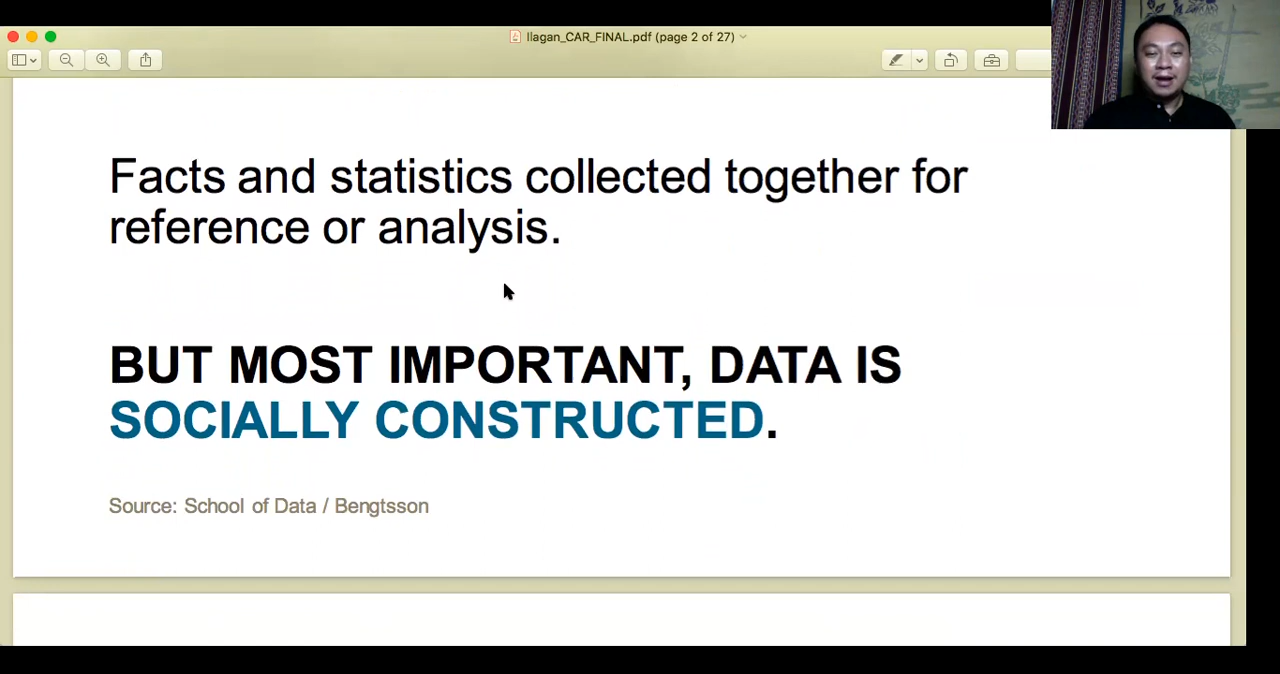 Ilagan_CAR_FINAL.pdf (page 2 of 27)
Facts and statistics collected together for
reference or analysis.
BUT MOST IMPORTANT, DATA IS
SOCIALLY CONSTRUCTED.
Source: School of Data / Bengtsson